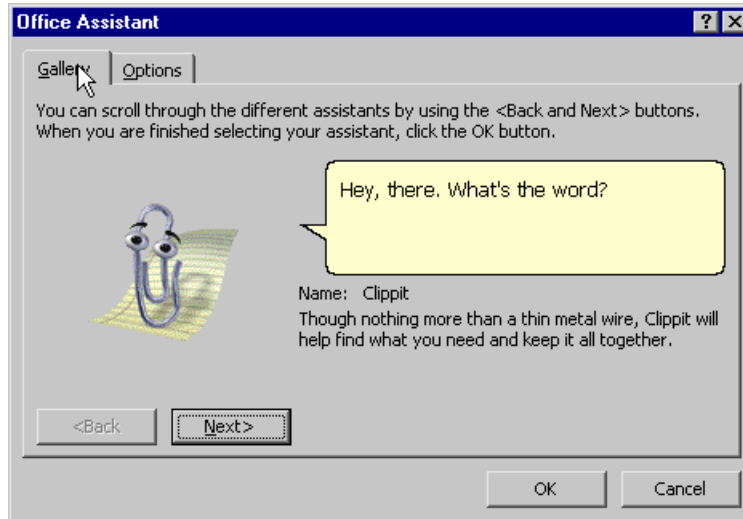 Office Assistant
Gallery Options
You can scroll through the different assistants by using the <Back and Next> buttons.
When you are finished selecting your assistant, click the OK button.
Hey, there. What's the word?
Name: Clippit
Though nothing more than a thin metal wire, Clippit will
help find what you need and keep it all together.
<Back Next>
OK Cancel